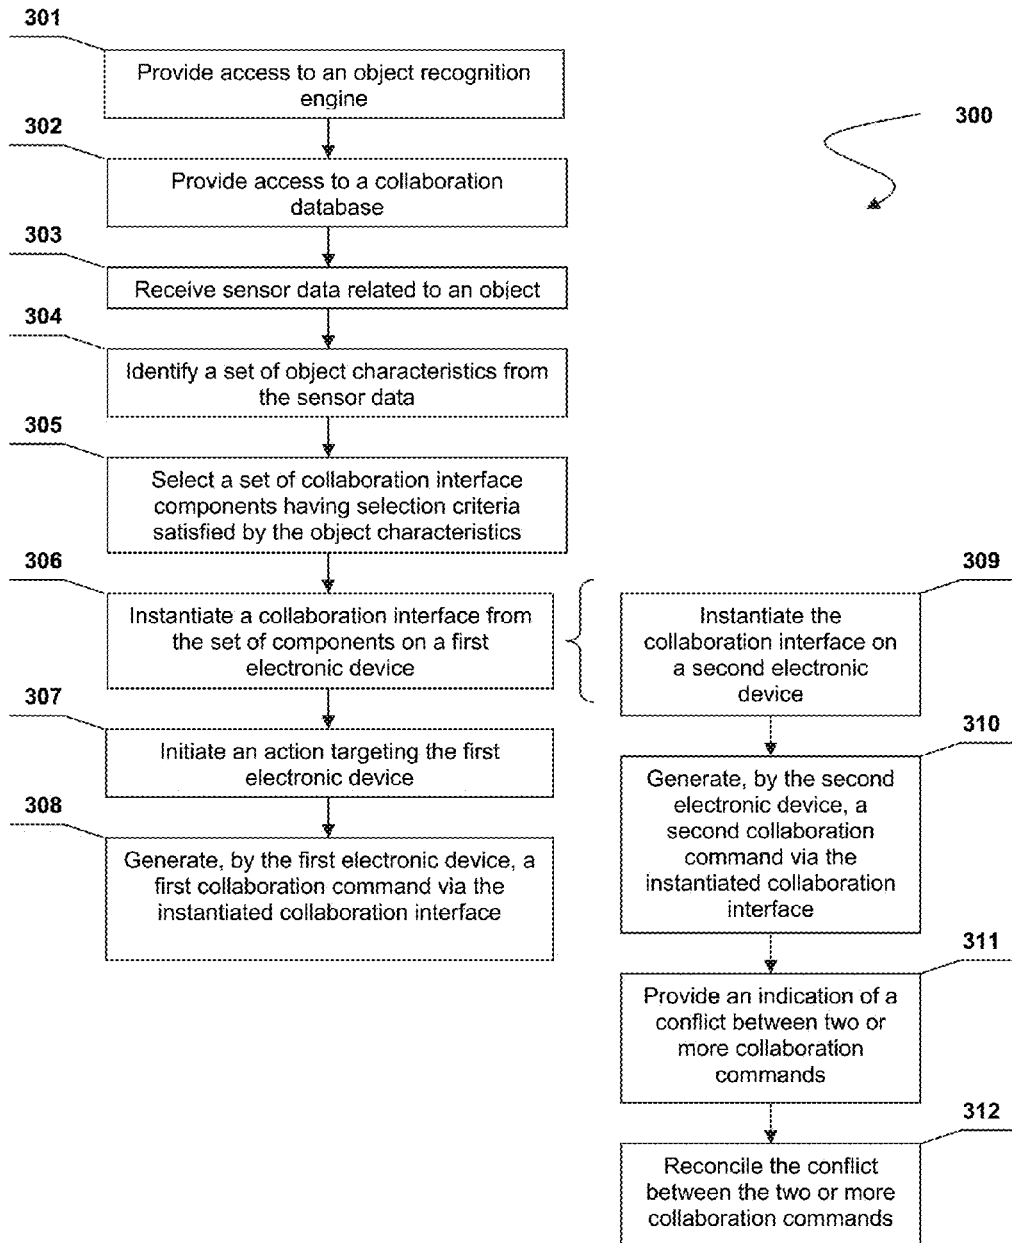 301
Provide access to an object recognition
engine
300
302
Provide access to a collaboration
database
303
Receive sensor data related to an object
304
Identify a set of object characteristics from
the sensor data
305
Select a set of collaboration interface
components having selection criteria
satisfied by the object characteristics
306
Instantiate a collaboration interface from
the set of components on a first
electronic device
307
Initiate an action targeting the first
electronic device
308
Generate, by the first electronic device, a
first collaboration command via the
instantiated collaboration interface
309
Instantiate the
collaboration interface on
a second electronic
device
310
Generate, by the second
electronic device, a
second collaboration
command via the
instantiated collaboration
interface
311
Provide an indication of a
conflict between two or
more collaboration
commands
312
Reconcile the conflict
between the two or more
collaboration commands